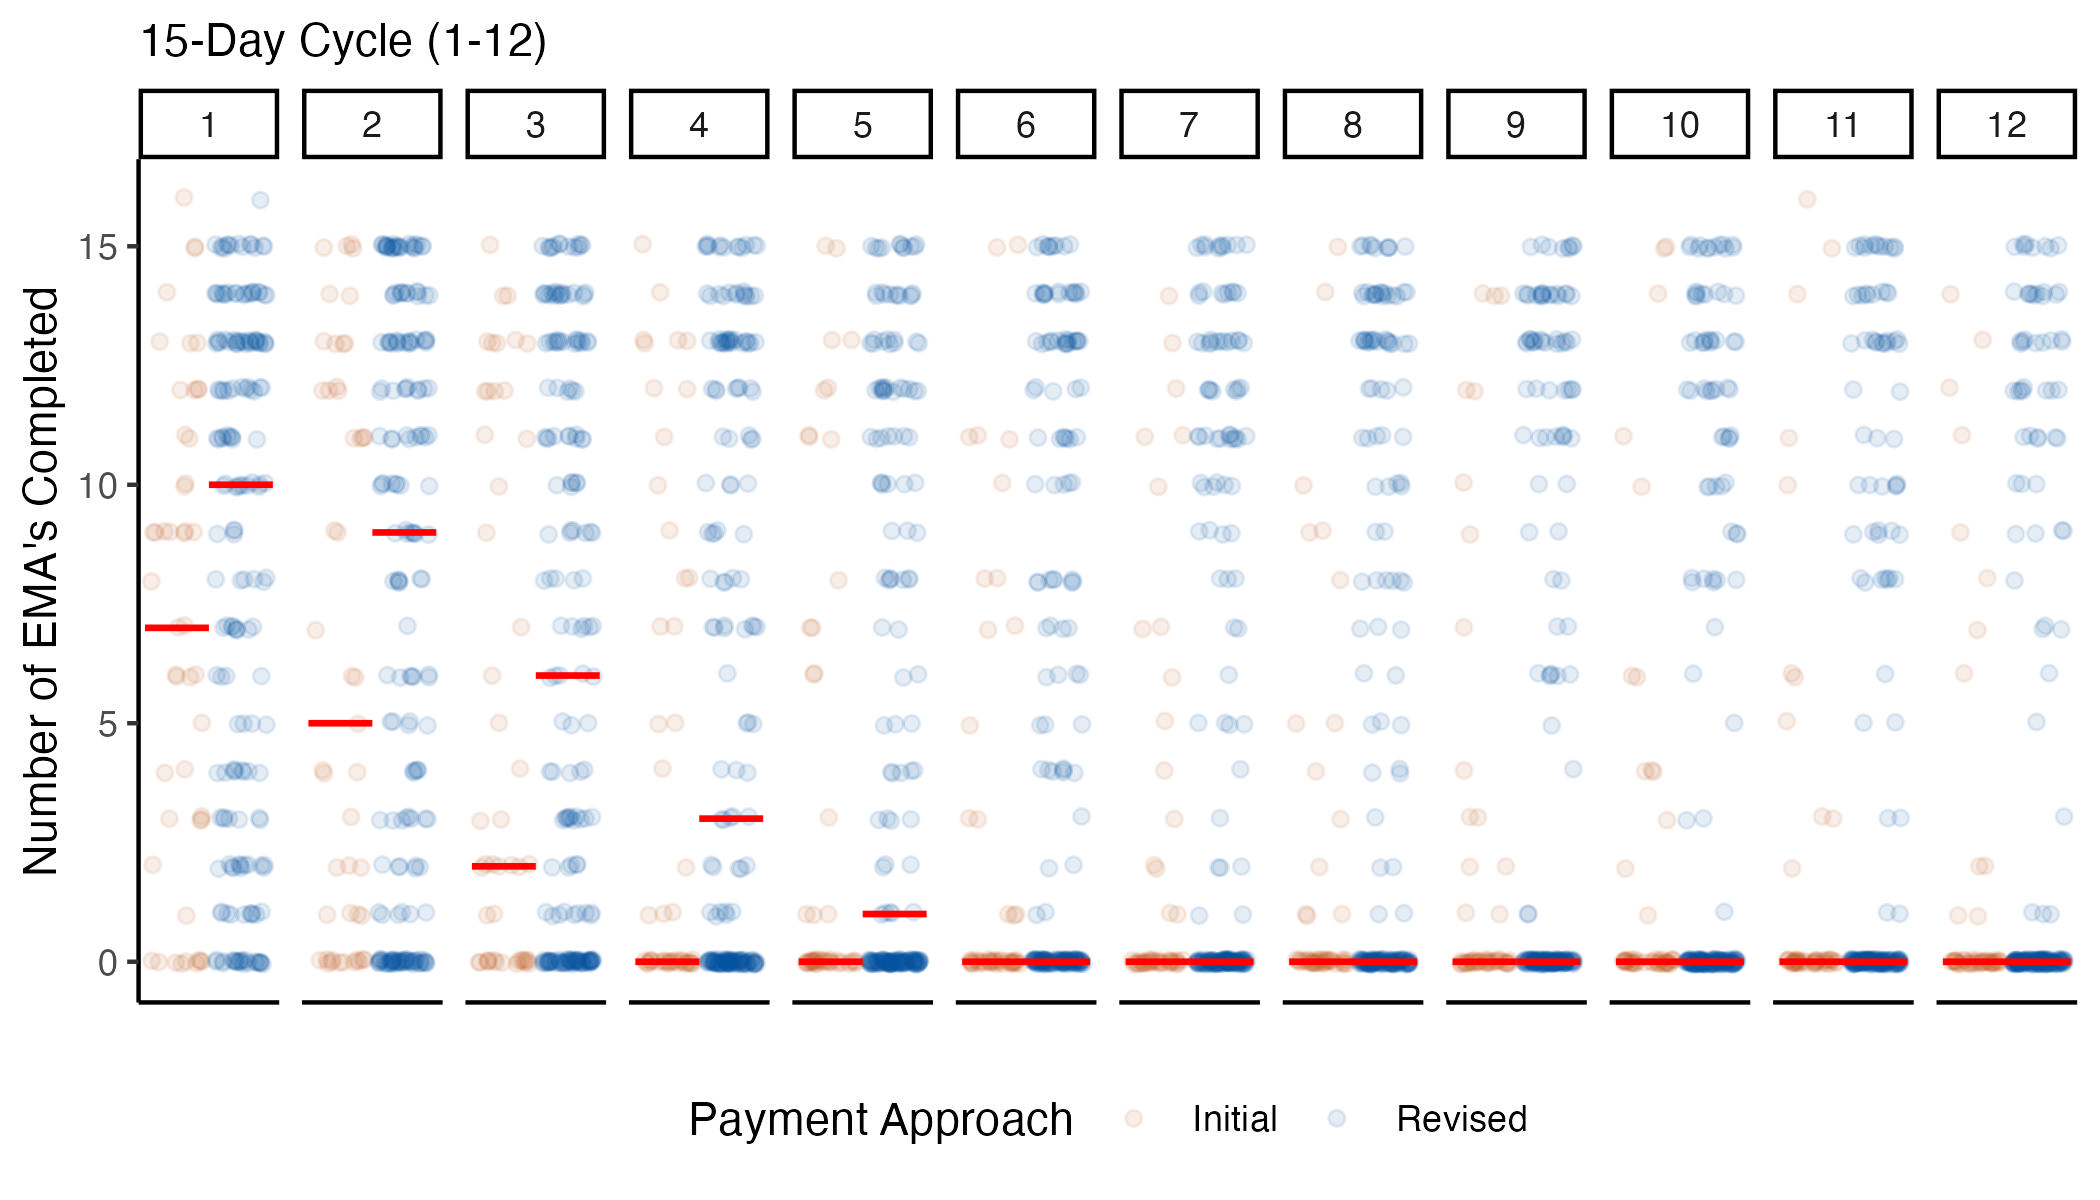 15-Day Cycle (1-12)
1 2 3 4 5 6 7 8 9 10 11 12
Number of EMA's Completed
15
10
5
0
Payment Approach Initial Revised